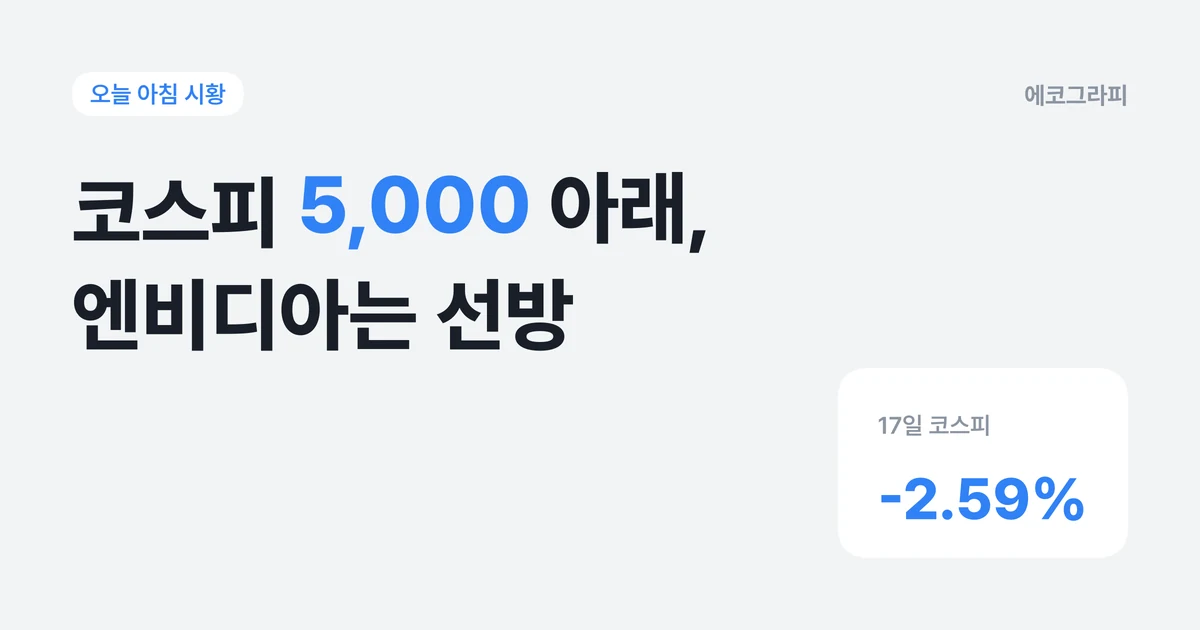 오늘 아침 시황
에코그라피
코스피 5,000 아래,
엔비디아는 선방
17일 코스피
-2.59%